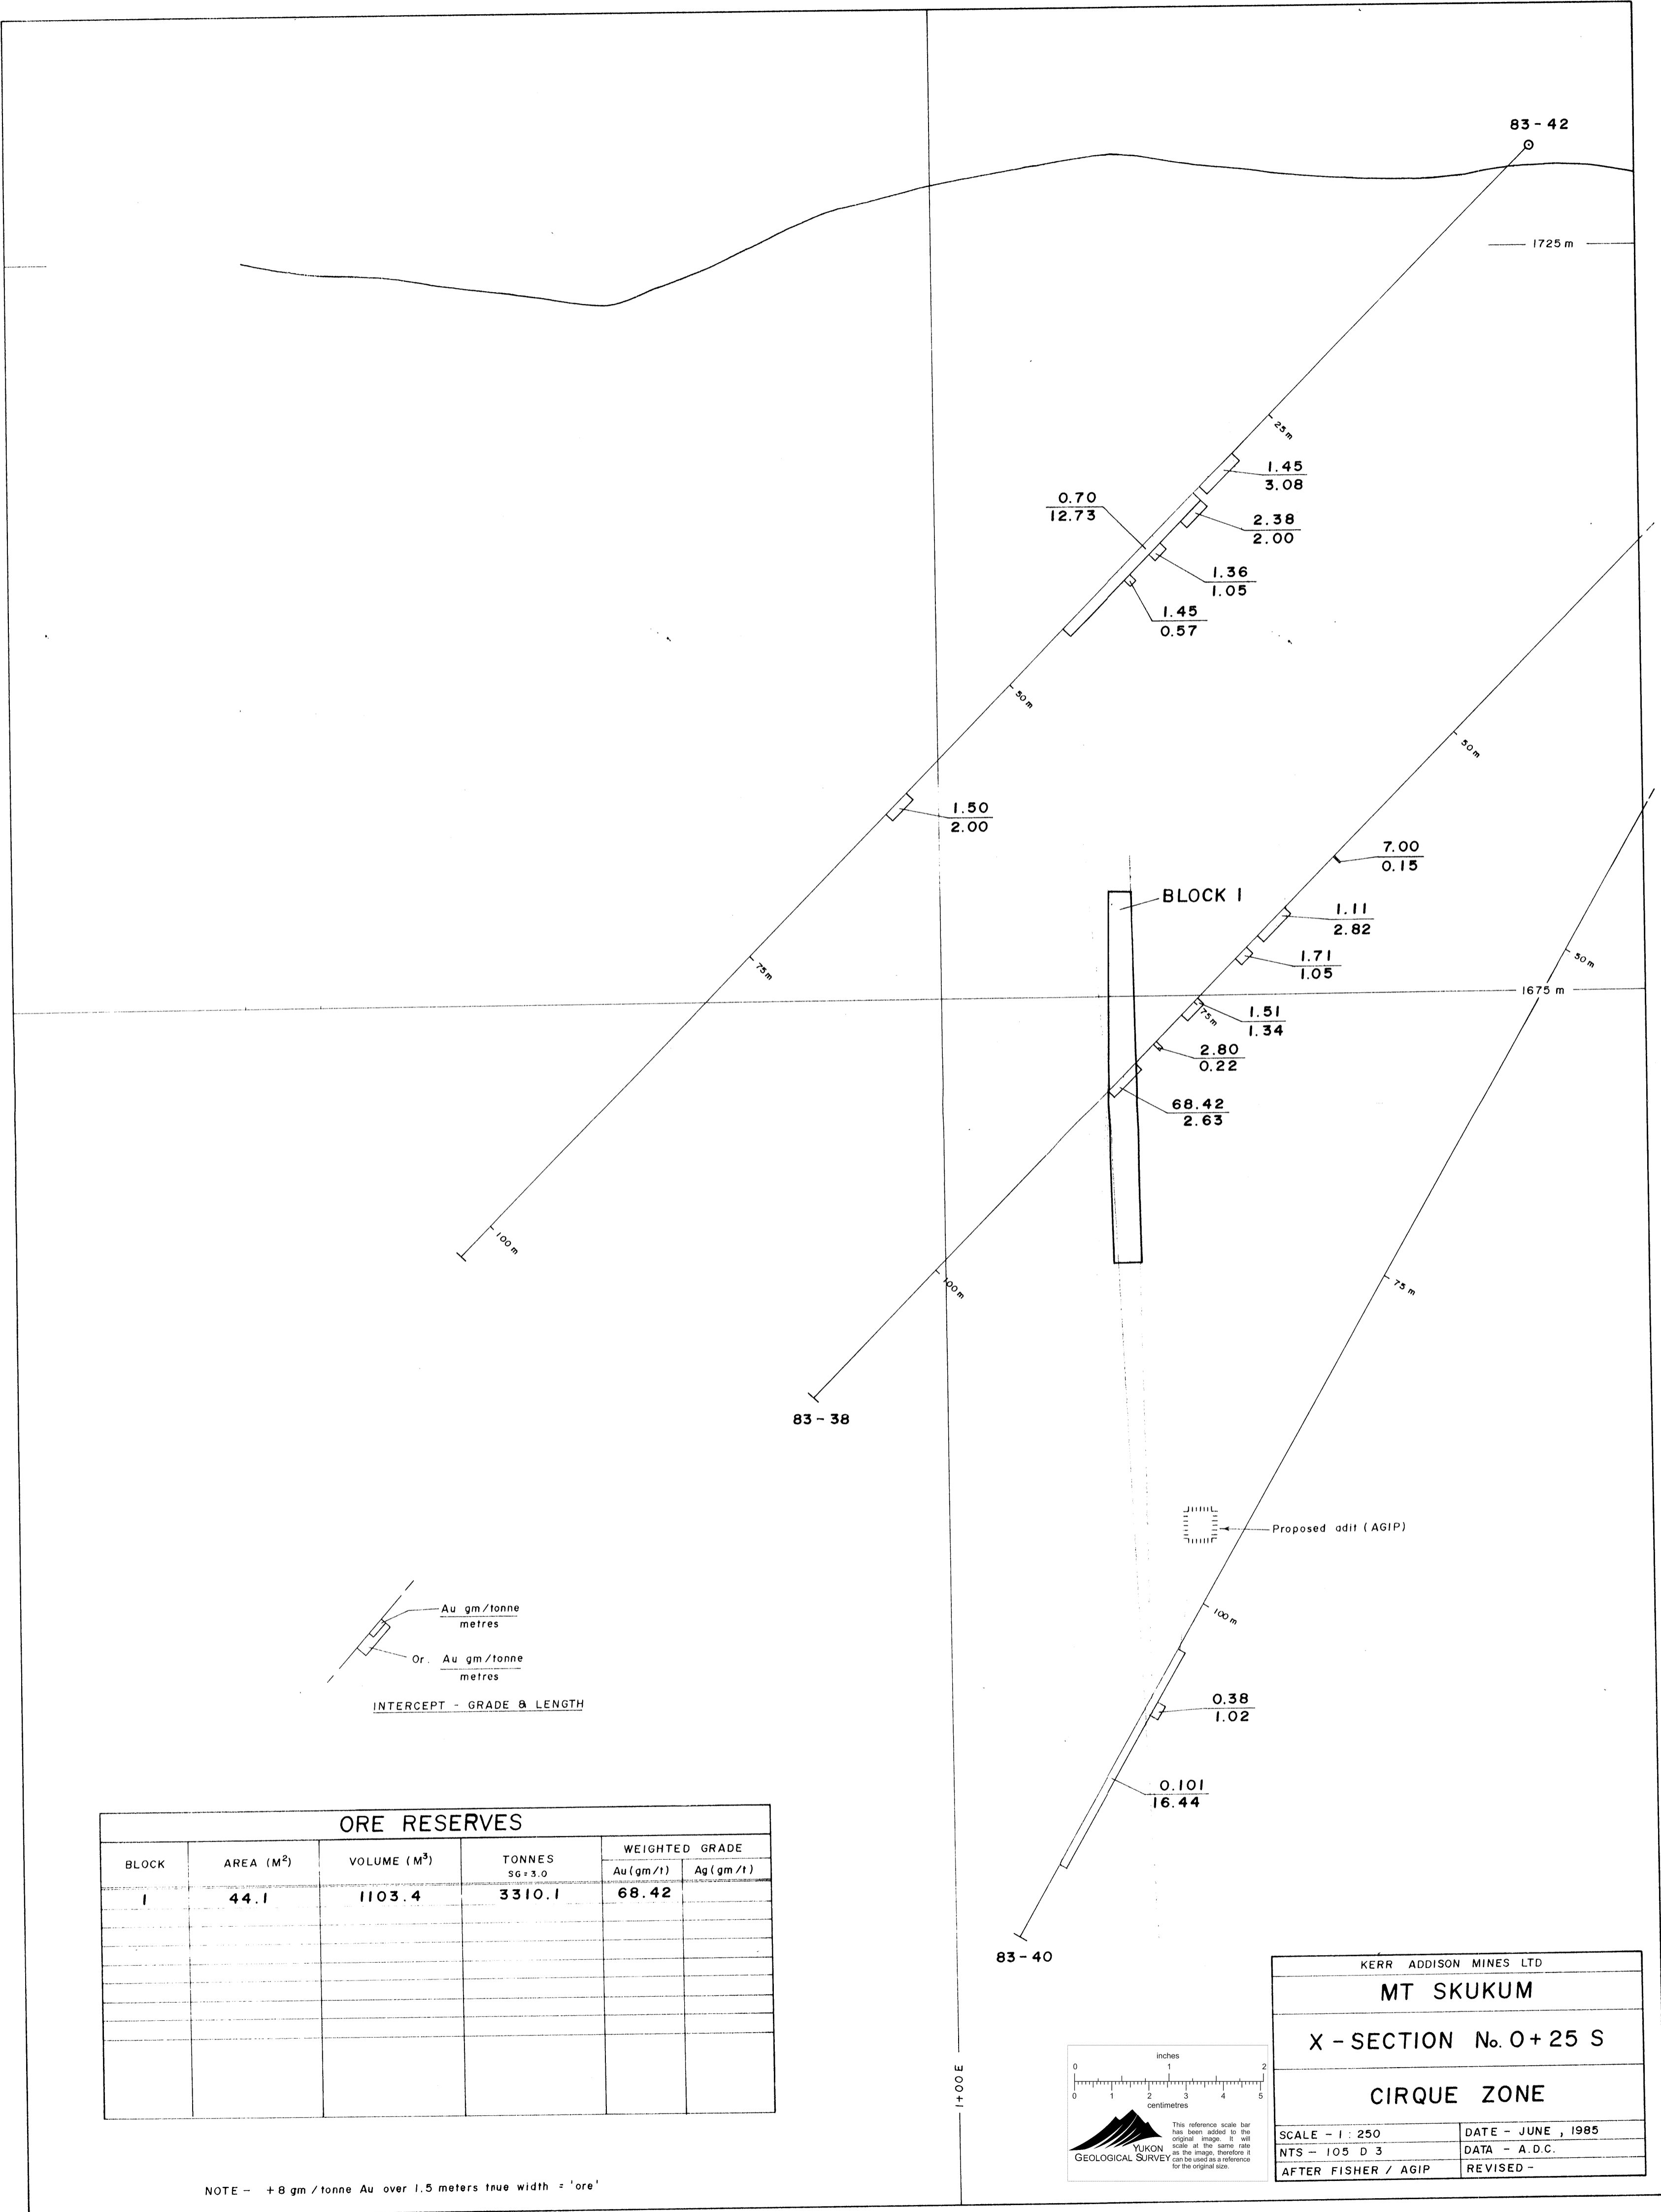 83-42
1725 m
25 m
1.45
3.08
0.70
12.73
2.38
2.00
1.36
1.05
1.45
0.57
50 m
50 m
1.50
2.00
7.00
0.15
BLOCK 1
1.11
2.82
1.71
1.05
50 m
75 m
1675 m
75 m
1.51
1.34
2.80
0.22
68.42
2.63
100 m
100 m
75 m
83-38
Proposed adit (AGIP)
100 m
Au gm/tonne
metres
Or. Au gm/tonne
metres
INTERCEPT - GRADE & LENGTH
0.38
1.02
0.101
16.44
83-40
ORE RESERVES
BLOCK AREA (M²) VOLUME (M³) TONNES SG=3.0 WEIGHTED GRADE
Au(gm/t) Ag(gm/t)
1 44.1 1103.4 3310.1 68.42
1+00 E
inches
0 1 2
0 1 2 3 4 5
centimetres
YUKON
GEOLOGICAL SURVEY
This reference scale bar
has been added to the
original image. It will
scale at the same rate
as the image, therefore it
can be used as a reference
for the original size.
KERR ADDISON MINES LTD
MT SKUKUM
X-SECTION No. 0+25 S
CIRQUE ZONE
SCALE - 1 : 250 DATE - JUNE, 1985
NTS - 105 D 3 DATA - A.D.C.
AFTER FISHER / AGIP REVISED -
NOTE - +8 gm/tonne Au over 1.5 meters true width = 'ore'